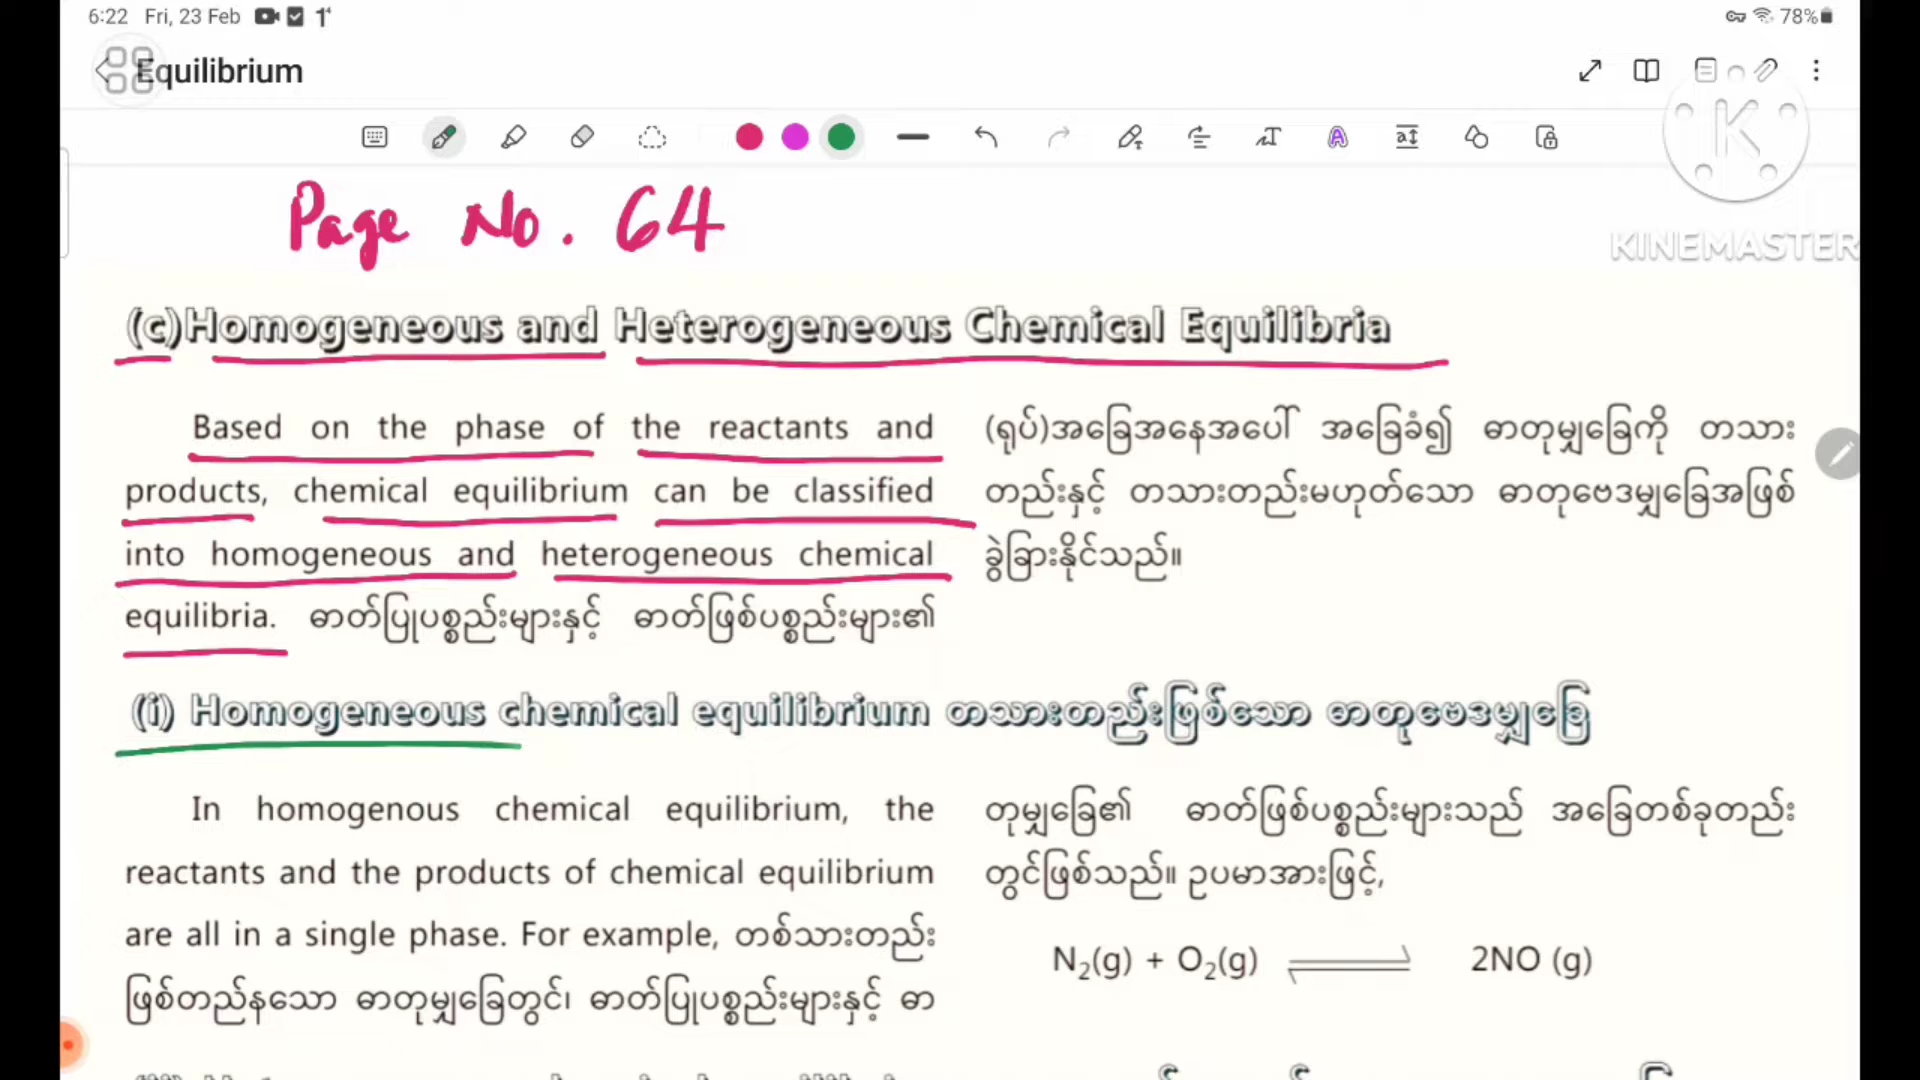 6:22 Fri, 23 Feb 78%
Equilibrium
KINEMASTER
Page No. 64
(c)Homogeneous and Heterogeneous Chemical Equilibria
Based on the phase of the reactants and
products, chemical equilibrium can be classified
into homogeneous and heterogeneous chemical
equilibria. ဓာတ်ပြုပစ္စည်းများနှင့် ဓာတ်ဖြစ်ပစ္စည်းများ၏
(ရုပ်)အခြေအနေအပေါ် အခြေခံ၍ ဓာတုမျှခြေကို တသား
တည်းနှင့် တသားတည်းမဟုတ်သော ဓာတုဗေဒမျှခြေအဖြစ်
ခွဲခြားနိုင်သည်။
(i) Homogeneous chemical equilibrium တသားတည်းဖြစ်သော ဓာတုဗေဒမျှခြေ
In homogenous chemical equilibrium, the
reactants and the products of chemical equilibrium
are all in a single phase. For example, တစ်သားတည်း
ဖြစ်တည်နသော ဓာတုမျှခြေတွင်၊ ဓာတ်ပြုပစ္စည်းများနှင့် ဓာ
တုမျှခြေ၏ ဓာတ်ဖြစ်ပစ္စည်းများသည် အခြေတစ်ခုတည်း
တွင်ဖြစ်သည်။ ဥပမာအားဖြင့်,
N₂(g) + O₂(g) ⇌ 2NO (g)